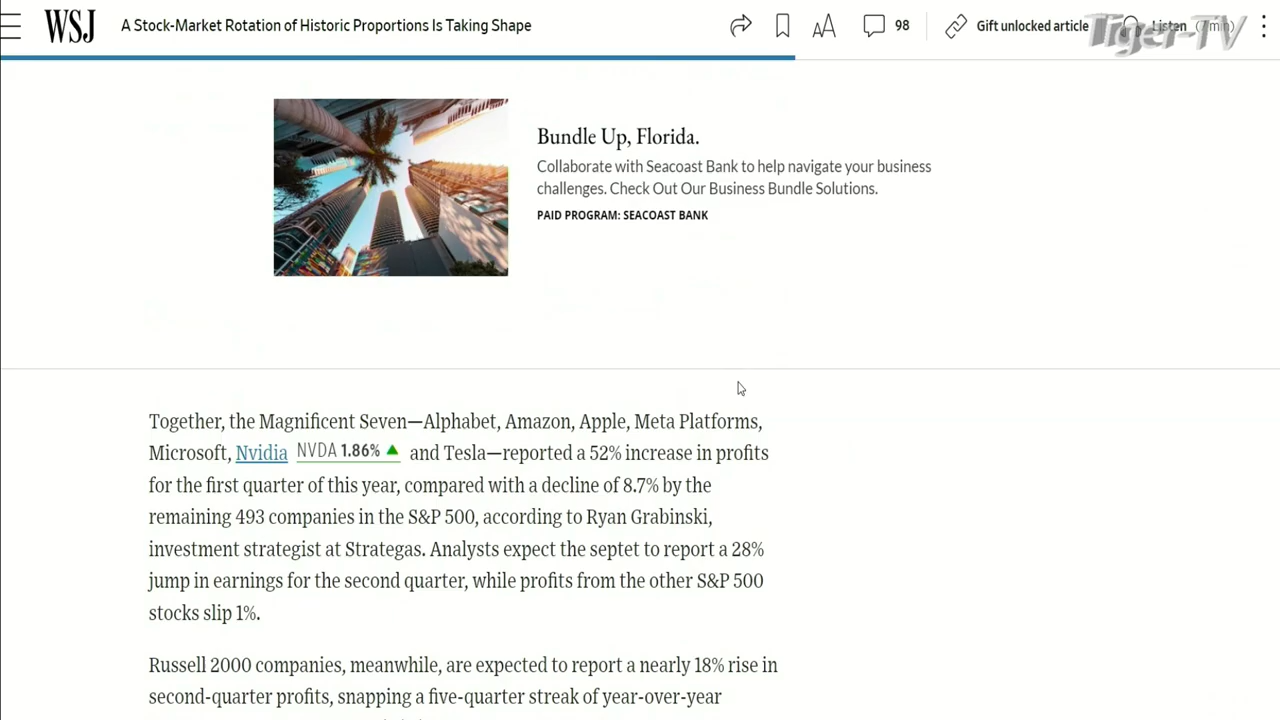 WSJ
A Stock-Market Rotation of Historic Proportions Is Taking Shape
AA
98
Gift unlocked article
Listen (7 min)
Tiger-TV
Bundle Up, Florida.
Collaborate with Seacoast Bank to help navigate your business
challenges. Check Out Our Business Bundle Solutions.
PAID PROGRAM: SEACOAST BANK
Together, the Magnificent Seven—Alphabet, Amazon, Apple, Meta Platforms,
Microsoft, Nvidia NVDA 1.86% and Tesla—reported a 52% increase in profits
for the first quarter of this year, compared with a decline of 8.7% by the
remaining 493 companies in the S&P 500, according to Ryan Grabinski,
investment strategist at Strategas. Analysts expect the septet to report a 28%
jump in earnings for the second quarter, while profits from the other S&P 500
stocks slip 1%.
Russell 2000 companies, meanwhile, are expected to report a nearly 18% rise in
second-quarter profits, snapping a five-quarter streak of year-over-year